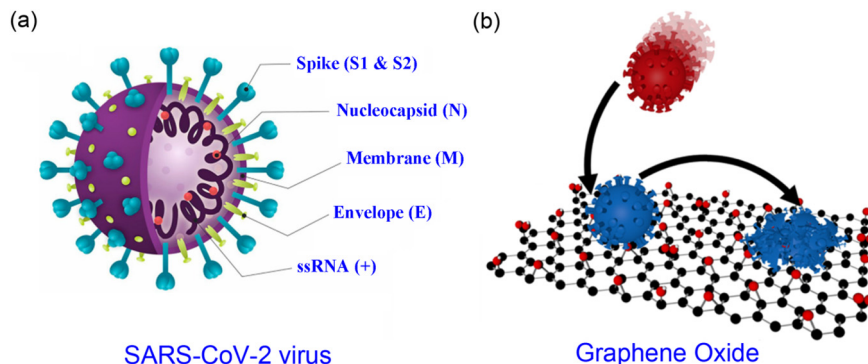 (a)
Spike (S1 & S2)
Nucleocapsid (N)
Membrane (M)
Envelope (E)
ssRNA (+)
SARS-CoV-2 virus
(b)
Graphene Oxide